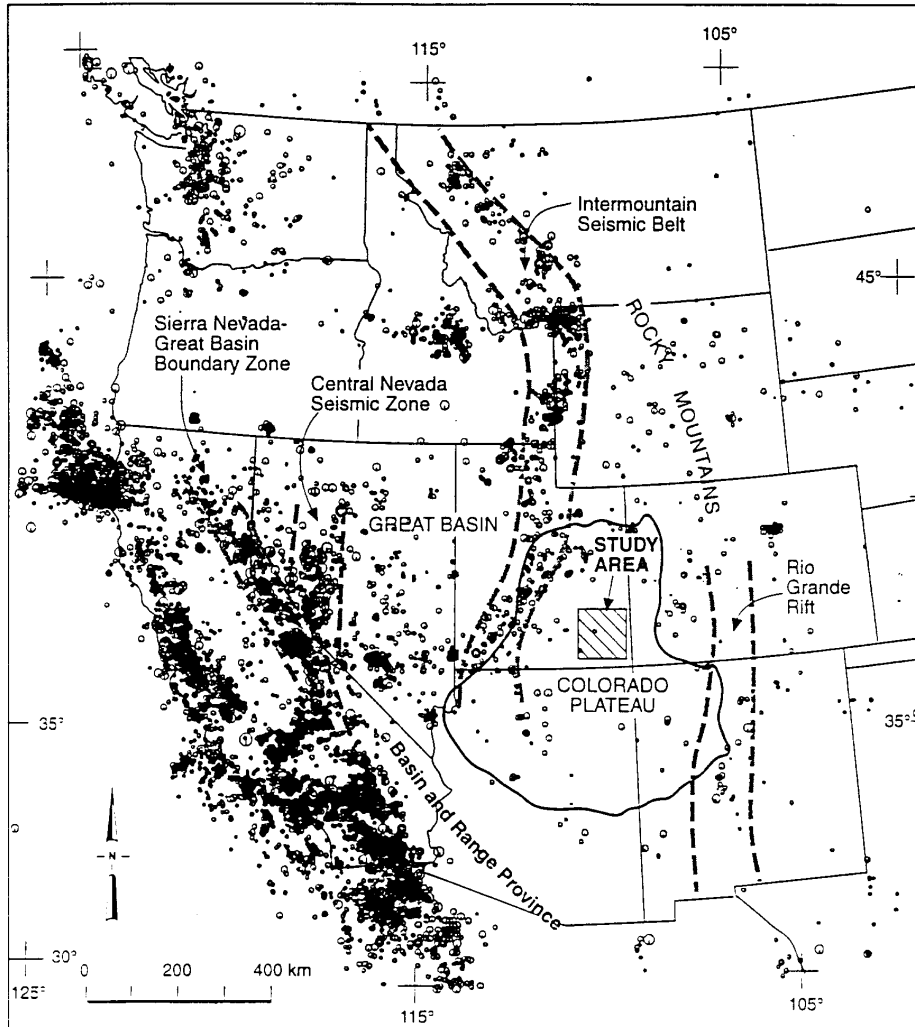 115°
105°
Intermountain
Seismic Belt
45°
ROCKY
MOUNTAINS
Sierra Nevada-
Great Basin
Boundary Zone
Central Nevada
Seismic Zone
GREAT BASIN
STUDY
AREA
Rio
Grande
Rift
COLORADO
PLATEAU
35°
35°
Basin and Range Province
N
30°
0 200 400 km
125°
115°
105°